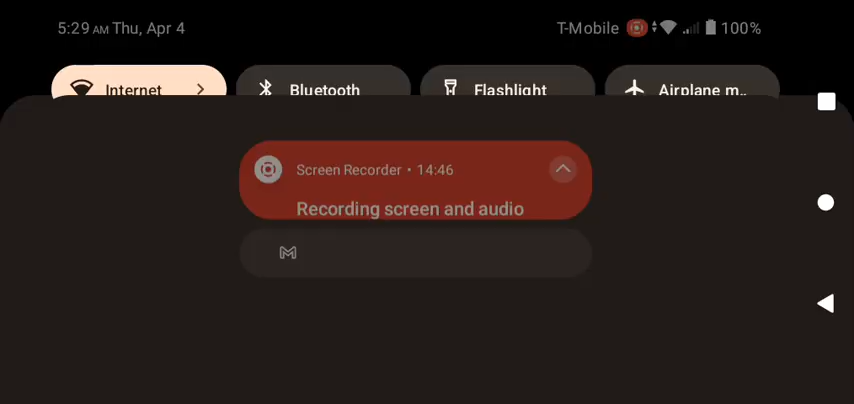 5:29 AM Thu, Apr 4 T-Mobile 100%
Internet Bluetooth Flashlight Airplane m..
Screen Recorder • 14:46
Recording screen and audio